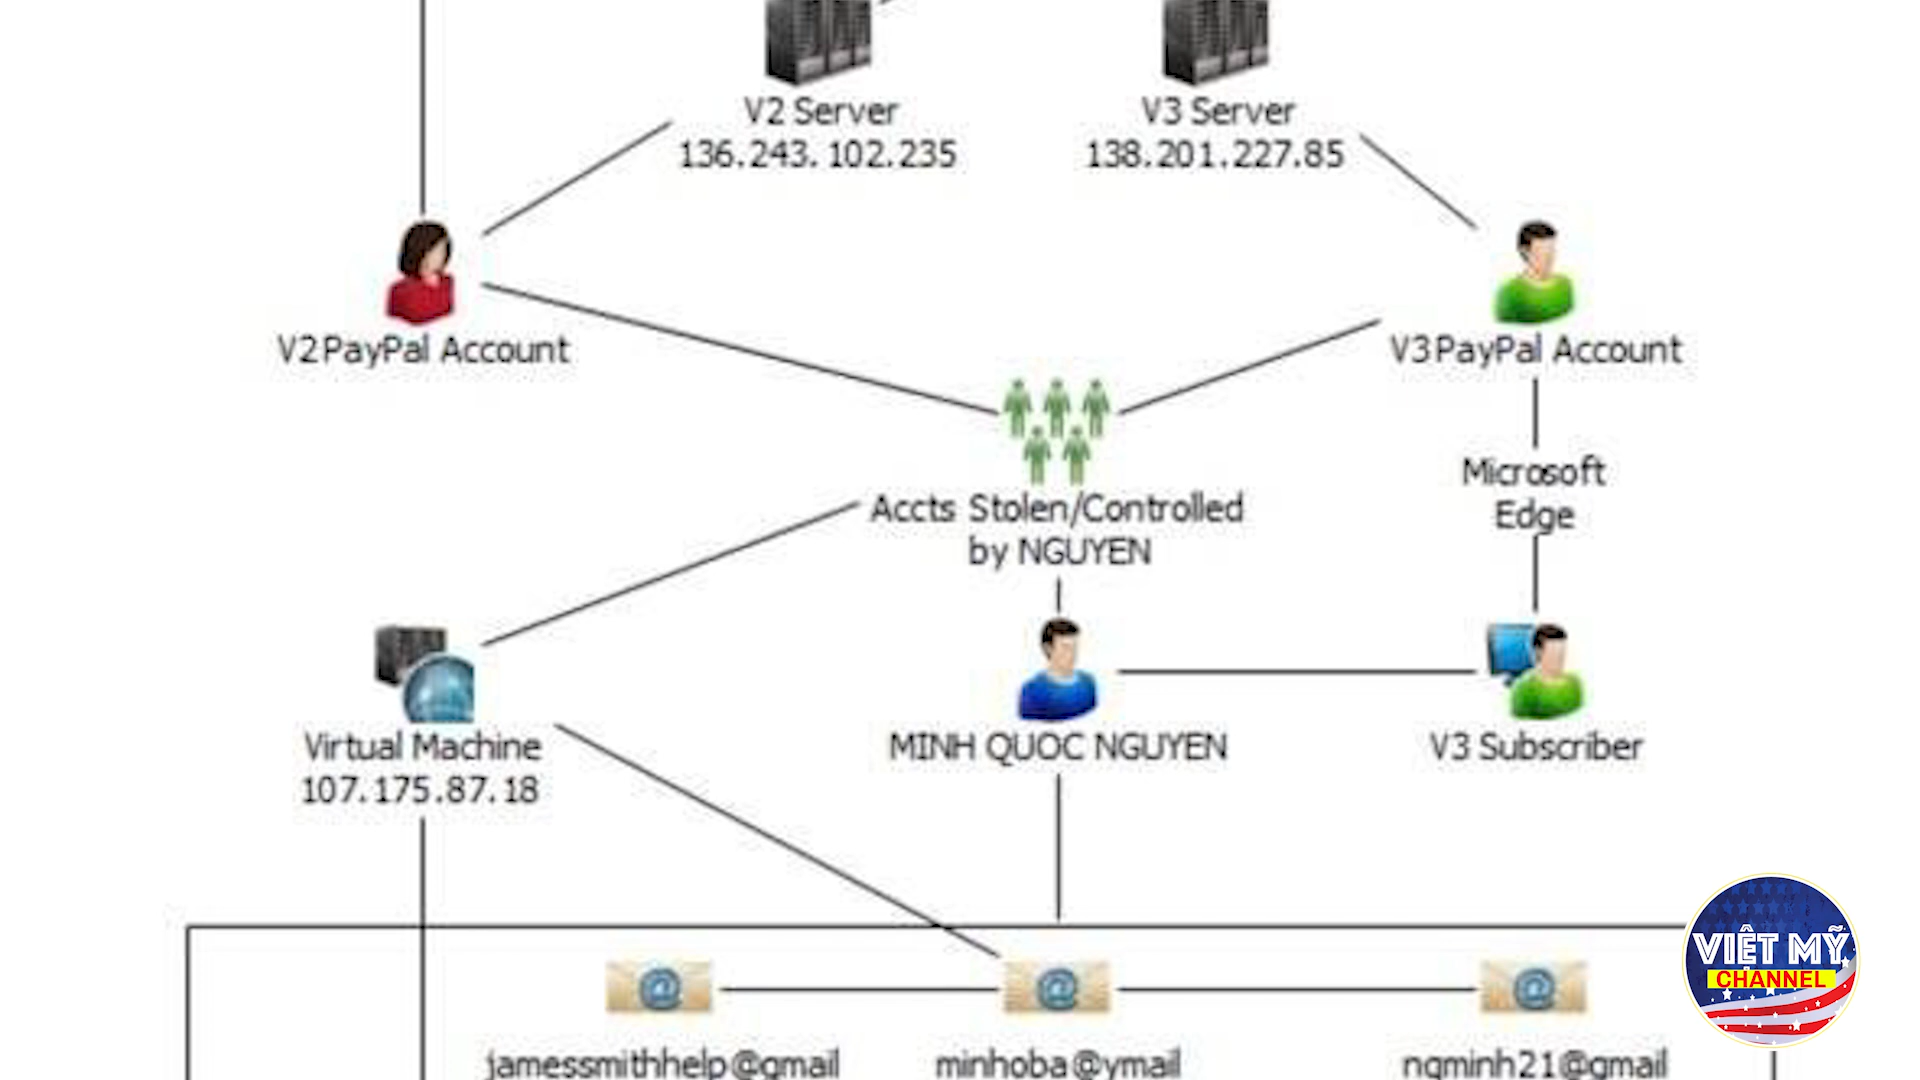 V2 Server
136.243.102.235
V3 Server
138.201.227.85
V2PayPal Account
V3PayPal Account
Accts Stolen/Controlled
by NGUYEN
Microsoft
Edge
Virtual Machine
107.175.87.18
MINH QUOC NGUYEN
V3 Subscriber
jamessmithhelp@gmail
minhoba@ymail
ngminh21@gmail
VIỆT MỸ
CHANNEL